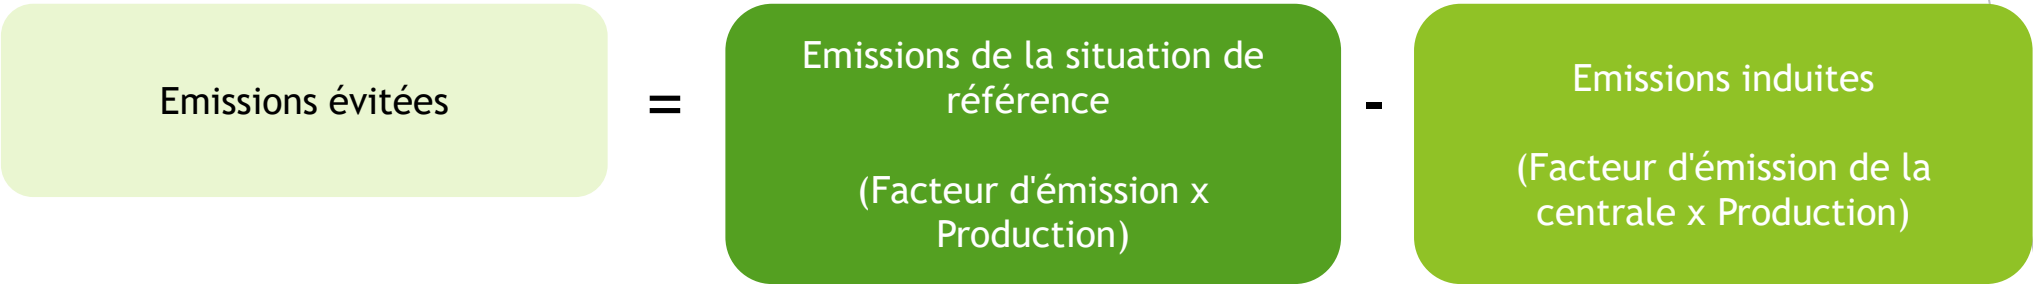 Emissions évitées
=
Emissions de la situation de
référence
(Facteur d'émission x
Production)
-
Emissions induites
(Facteur d'émission de la
centrale x Production)